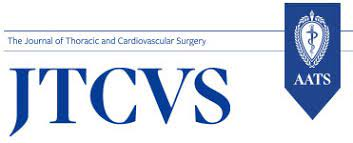 The Journal of Thoracic and Cardiovascular Surgery
JTCVS
AATS